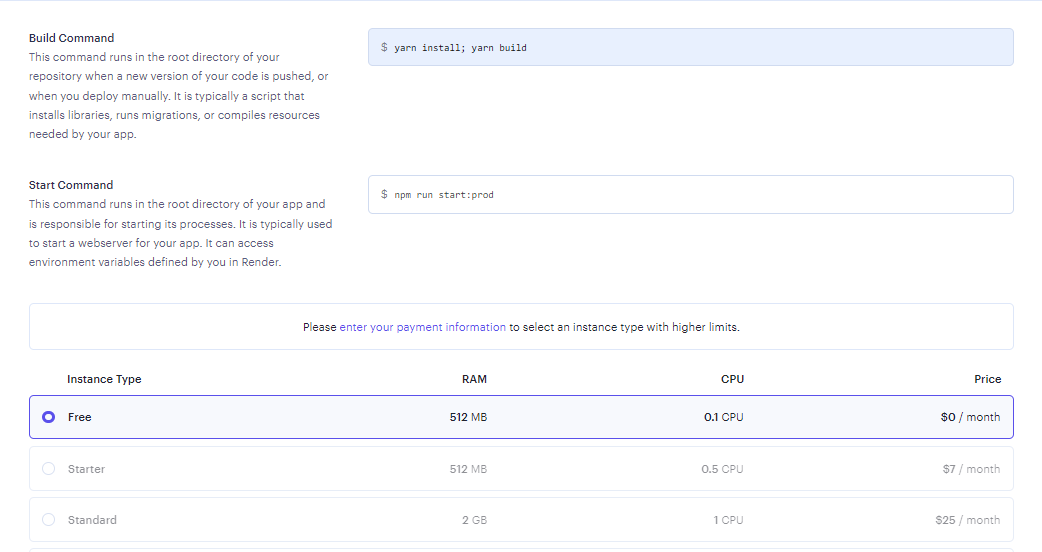 Build Command
This command runs in the root directory of your
repository when a new version of your code is pushed, or
when you deploy manually. It is typically a script that
installs libraries, runs migrations, or compiles resources
needed by your app.
$ yarn install; yarn build
Start Command
This command runs in the root directory of your app and
is responsible for starting its processes. It is typically used
to start a webserver for your app. It can access
environment variables defined by you in Render.
$ npm run start:prod
Please enter your payment information to select an instance type with higher limits.
Instance Type RAM CPU Price
Free 512 MB 0.1 CPU $0 / month
Starter 512 MB 0.5 CPU $7 / month
Standard 2 GB 1 CPU $25 / month